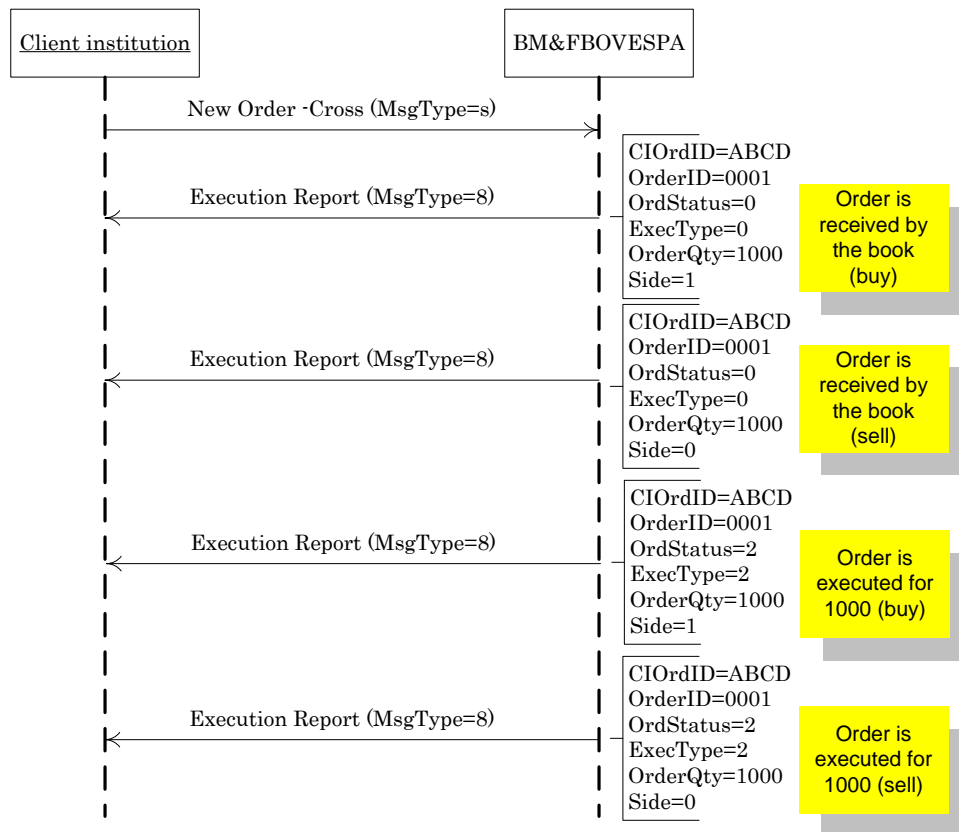 Client institution
BM&FBOVESPA
New Order -Cross (MsgType=s)
CIOrdID=ABCD
OrderID=0001
OrdStatus=0
ExecType=0
OrderQty=1000
Side=1
Execution Report (MsgType=8)
Order is
received by
the book
(buy)
CIOrdID=ABCD
OrderID=0001
OrdStatus=0
ExecType=0
OrderQty=1000
Side=0
Execution Report (MsgType=8)
Order is
received by
the book
(sell)
CIOrdID=ABCD
OrderID=0001
OrdStatus=2
ExecType=2
OrderQty=1000
Side=1
Execution Report (MsgType=8)
Order is
executed for
1000 (buy)
CIOrdID=ABCD
OrderID=0001
OrdStatus=2
ExecType=2
OrderQty=1000
Side=0
Execution Report (MsgType=8)
Order is
executed for
1000 (sell)